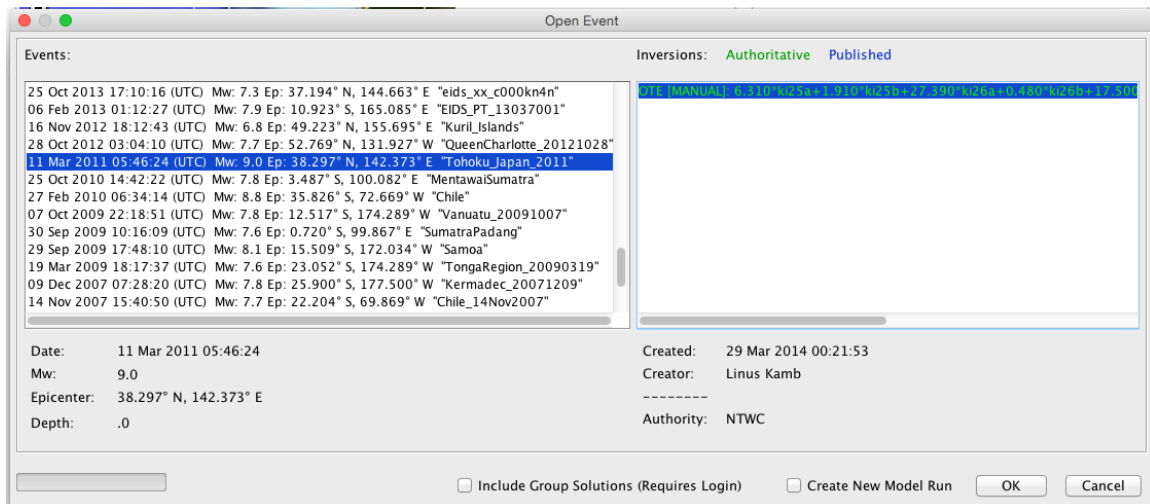 Open Event
Events:
Inversions: Authoritative Published
25 Oct 2013 17:10:16 (UTC) Mw: 7.3 Ep: 37.194° N, 144.663° E "eids_xx_c000kn4n"
06 Feb 2013 01:12:27 (UTC) Mw: 7.9 Ep: 10.923° S, 165.085° E "EIDS_PT_13037001"
16 Nov 2012 18:12:43 (UTC) Mw: 6.8 Ep: 49.223° N, 155.695° E "Kuril_Islands"
28 Oct 2012 03:04:10 (UTC) Mw: 7.7 Ep: 52.769° N, 131.927° W "QueenCharlotte_20121028"
11 Mar 2011 05:46:24 (UTC) Mw: 9.0 Ep: 38.297° N, 142.373° E "Tohoku_Japan_2011"
25 Oct 2010 14:42:22 (UTC) Mw: 7.8 Ep: 3.487° S, 100.082° E "MentawaiSumatra"
27 Feb 2010 06:34:14 (UTC) Mw: 8.8 Ep: 35.826° S, 72.669° W "Chile"
07 Oct 2009 22:18:51 (UTC) Mw: 7.8 Ep: 12.517° S, 174.289° W "Vanuatu_20091007"
30 Sep 2009 10:16:09 (UTC) Mw: 7.6 Ep: 0.720° S, 99.867° E "SumatraPadang"
29 Sep 2009 17:48:10 (UTC) Mw: 8.1 Ep: 15.509° S, 172.034° W "Samoa"
19 Mar 2009 18:17:37 (UTC) Mw: 7.6 Ep: 23.052° S, 174.289° W "TongaRegion_20090319"
09 Dec 2007 07:28:20 (UTC) Mw: 7.8 Ep: 25.900° S, 177.500° W "Kermadec_20071209"
14 Nov 2007 15:40:50 (UTC) Mw: 7.7 Ep: 22.204° S, 69.869° W "Chile_14Nov2007"
OTE [MANUAL]: 6.310*ki25a+1.910*ki25b+27.390*ki26a+0.480*ki26b+17.500
Date: 11 Mar 2011 05:46:24
Mw: 9.0
Epicenter: 38.297° N, 142.373° E
Depth: .0
Created: 29 Mar 2014 00:21:53
Creator: Linus Kamb
--------
Authority: NTWC
Include Group Solutions (Requires Login)
Create New Model Run
OK
Cancel